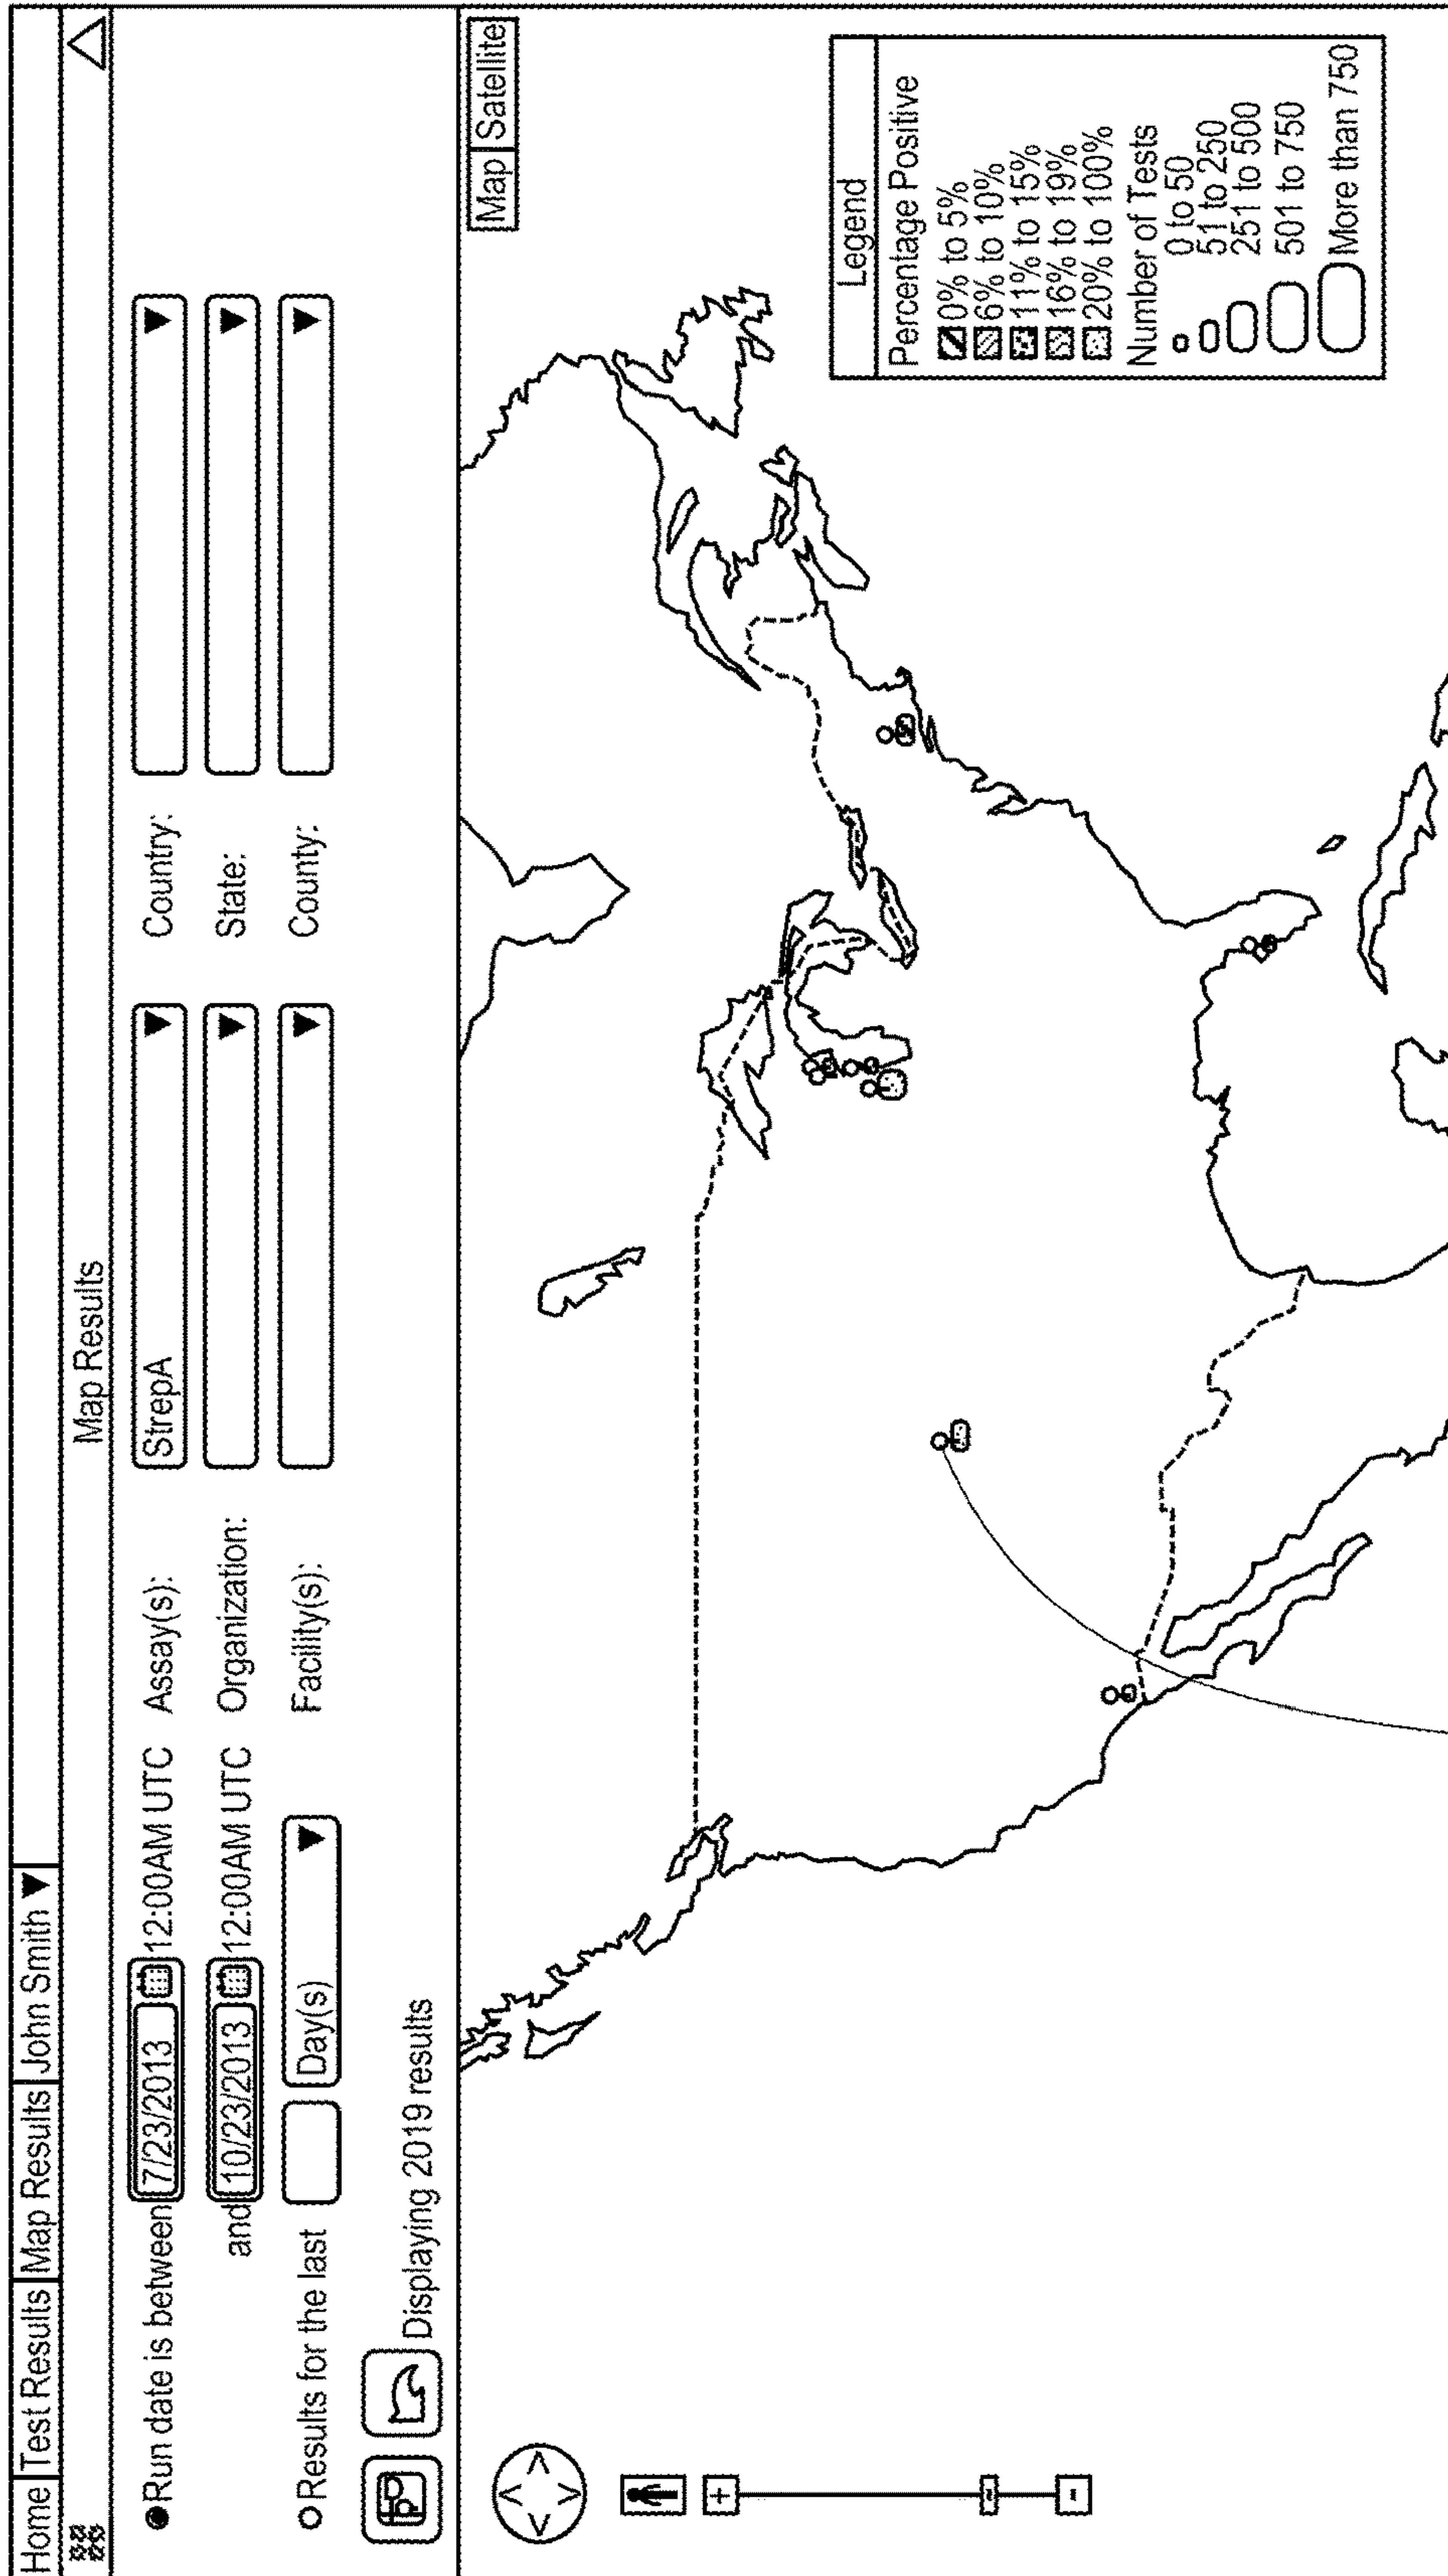 Home Test Results Map Results John Smith
Map Results
Run date is between 7/23/2013 12:00AM UTC Assay(s): StrepA Country:
and 10/23/2013 12:00AM UTC Organization: State:
Results for the last Day(s) Facility(s): County:
Displaying 2019 results
Map Satellite
+
-
Legend
Percentage Positive
0% to 5%
6% to 10%
11% to 15%
16% to 19%
20% to 100%
Number of Tests
0 to 50
51 to 250
251 to 500
501 to 750
More than 750